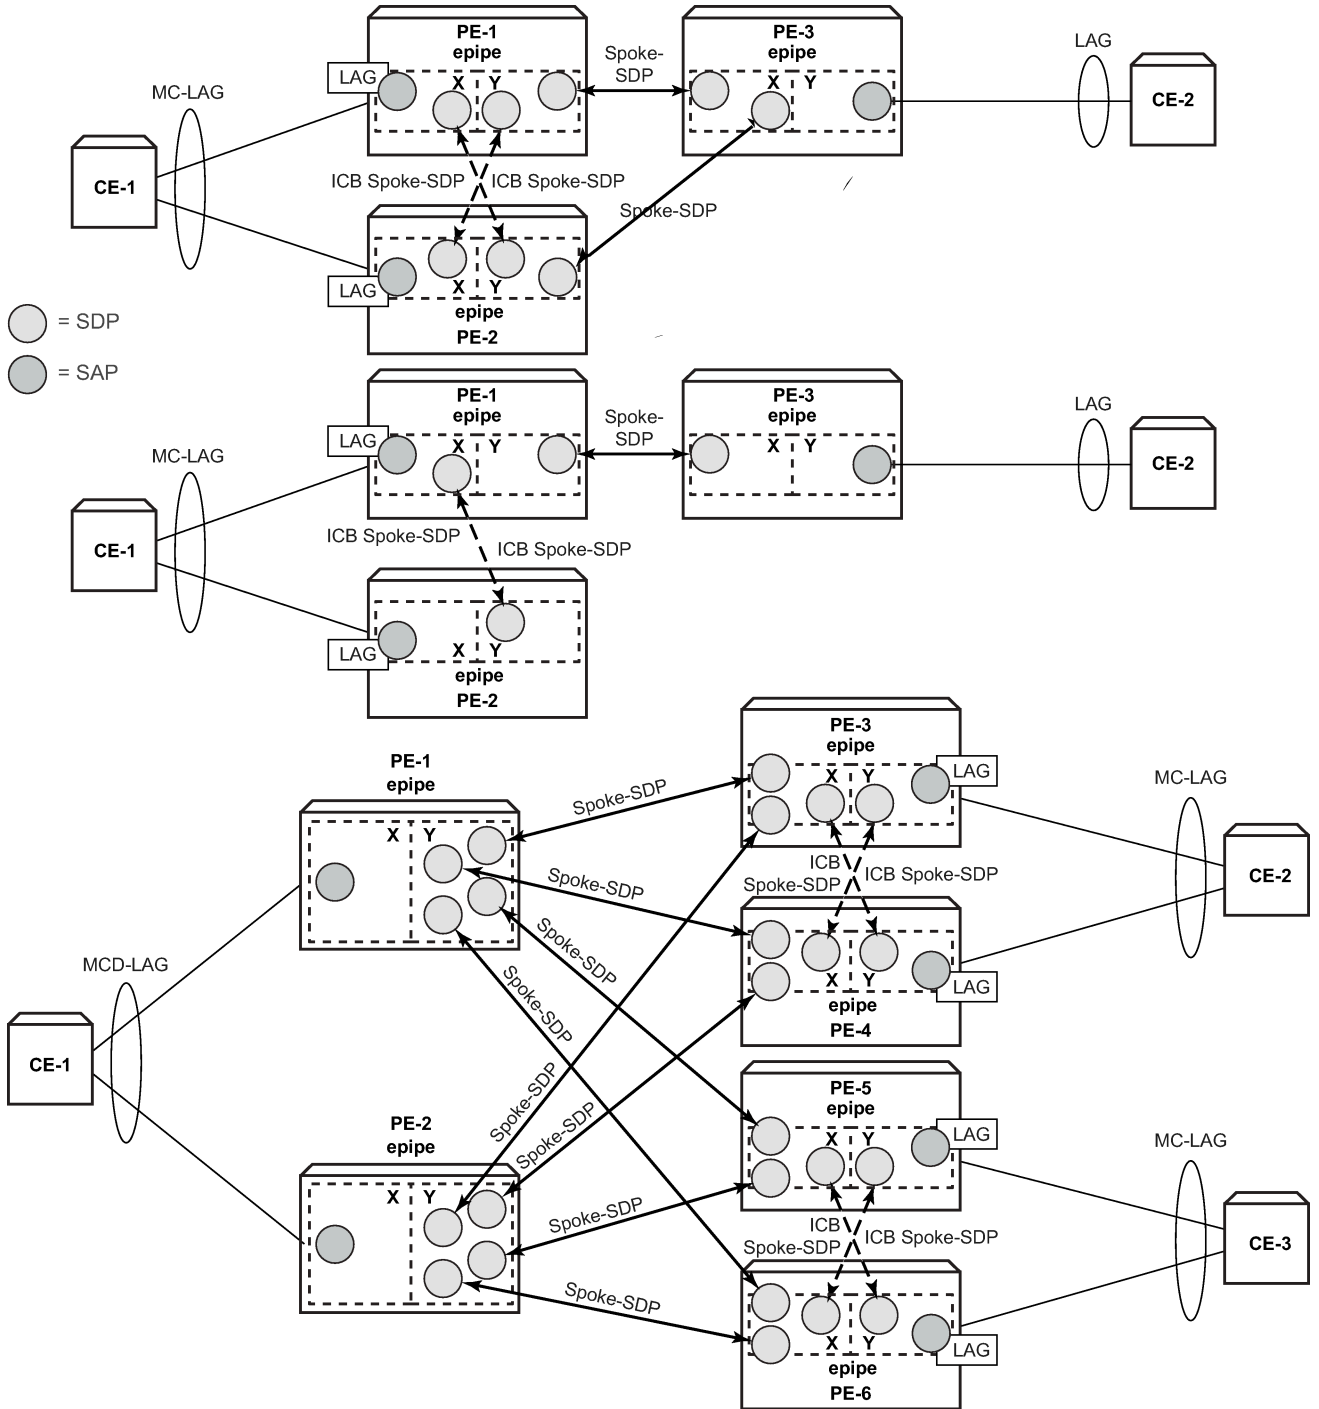 PE-1
epipe
PE-3
epipe
LAG
MC-LAG
LAG
X Y
Spoke-
SDP
X Y
CE-2
CE-1
ICB Spoke-SDP
ICB Spoke-SDP
Spoke-SDP
LAG
X Y
epipe
PE-2
= SDP
= SAP
PE-1
epipe
PE-3
epipe
LAG
MC-LAG
LAG
X Y
Spoke-
SDP
X Y
CE-2
CE-1
ICB Spoke-SDP
ICB Spoke-SDP
LAG
X Y
epipe
PE-2
PE-1
epipe
X Y
PE-3
epipe
X Y
LAG
MC-LAG
Spoke-SDP
Spoke-SDP
Spoke-SDP
Spoke-SDP
ICB
Spoke-SDP
ICB Spoke-SDP
CE-2
X Y
LAG
epipe
PE-4
MCD-LAG
CE-1
PE-2
epipe
X Y
Spoke-SDP
Spoke-SDP
Spoke-SDP
Spoke-SDP
PE-5
epipe
X Y
LAG
MC-LAG
ICB
Spoke-SDP
ICB Spoke-SDP
CE-3
X Y
LAG
epipe
PE-6